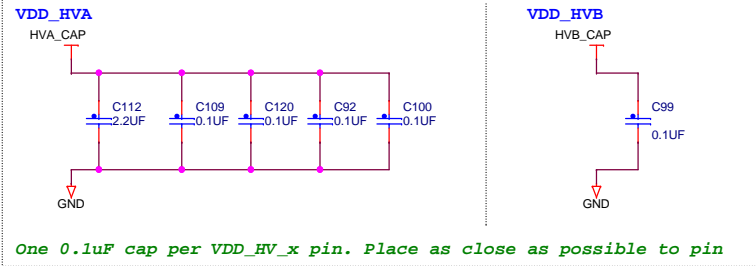 VDD_HVA
HVA_CAP
C112
2.2UF
C109
0.1UF
C120
0.1UF
C92
0.1UF
C100
0.1UF
GND
VDD_HVB
HVB_CAP
C99
0.1UF
GND
One 0.1uF cap per VDD_HV_x pin. Place as close as possible to pin